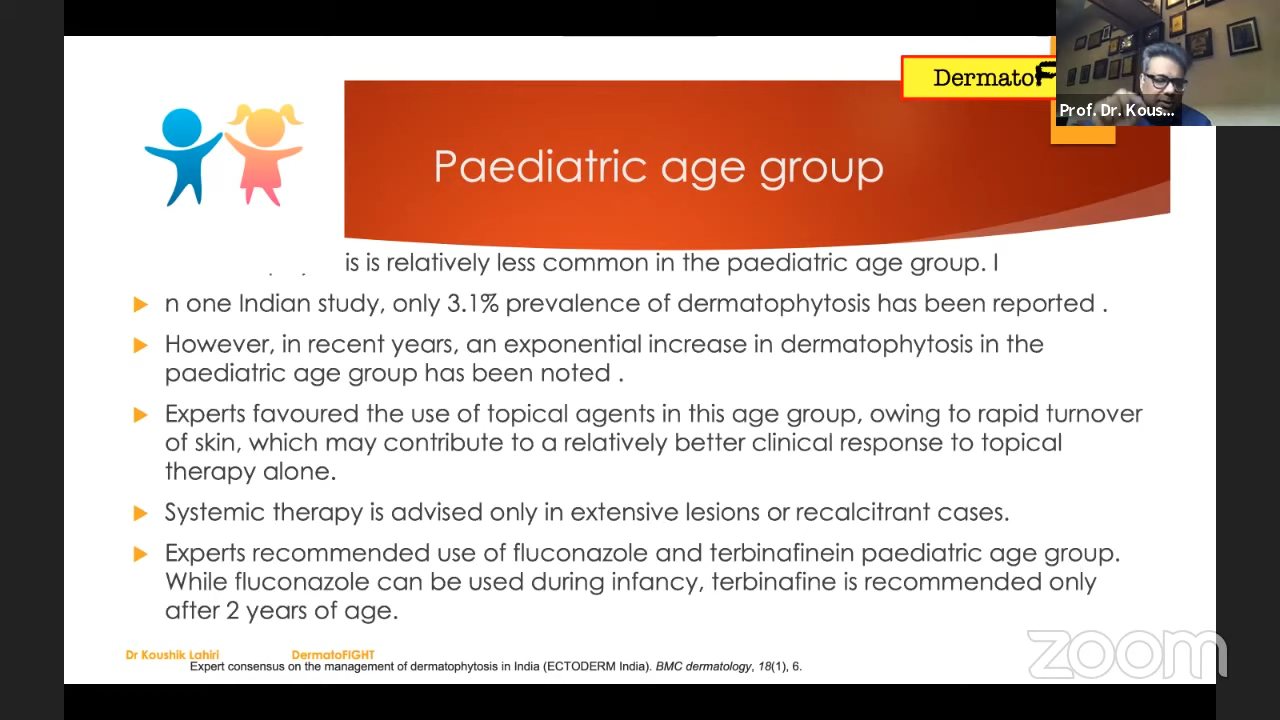 DermatoF
Prof. Dr. Kous...
Paediatric age group
is is relatively less common in the paediatric age group. I
n one Indian study, only 3.1% prevalence of dermatophytosis has been reported .
However, in recent years, an exponential increase in dermatophytosis in the
paediatric age group has been noted .
Experts favoured the use of topical agents in this age group, owing to rapid turnover
of skin, which may contribute to a relatively better clinical response to topical
therapy alone.
Systemic therapy is advised only in extensive lesions or recalcitrant cases.
Experts recommended use of fluconazole and terbinafinein paediatric age group.
While fluconazole can be used during infancy, terbinafine is recommended only
after 2 years of age.
Dr Koushik Lahiri DermatoFIGHT
Expert consensus on the management of dermatophytosis in India (ECTODERM India). BMC dermatology, 18(1), 6.
zoom